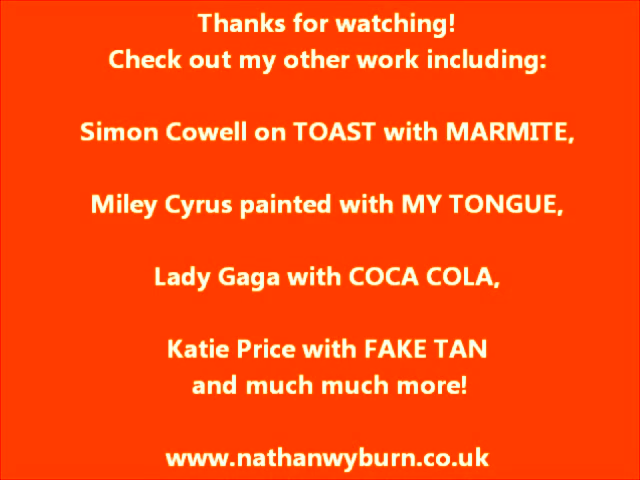 Thanks for watching!
Check out my other work including:
Simon Cowell on TOAST with MARMITE,
Miley Cyrus painted with MY TONGUE,
Lady Gaga with COCA COLA,
Katie Price with FAKE TAN
and much much more!
www.nathanwyburn.co.uk